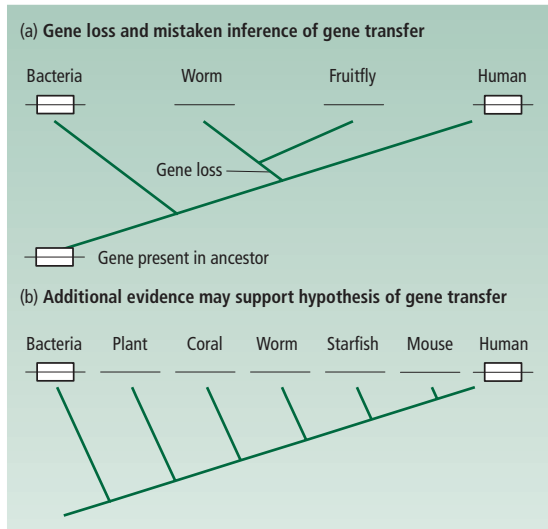 (a) Gene loss and mistaken inference of gene transfer
Bacteria Worm Fruitfly Human
Gene loss
Gene present in ancestor
(b) Additional evidence may support hypothesis of gene transfer
Bacteria Plant Coral Worm Starfish Mouse Human